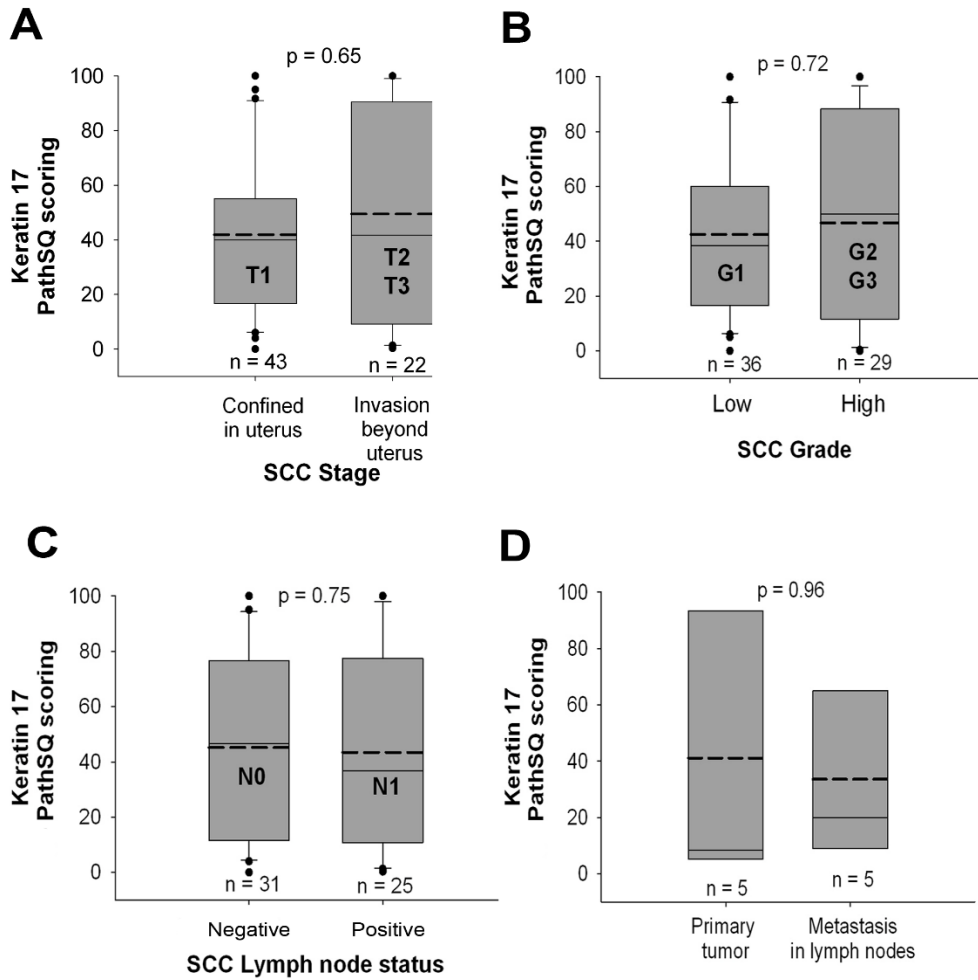 A
p = 0.65
Keratin 17
PathSQ scoring
100
80
60
40
20
0
T1
T2
T3
n = 43
n = 22
Confined
in uterus
Invasion
beyond
uterus
SCC Stage
B
p = 0.72
Keratin 17
PathSQ scoring
100
80
60
40
20
0
G1
G2
G3
n = 36
n = 29
Low
High
SCC Grade
C
p = 0.75
Keratin 17
PathSQ scoring
100
80
60
40
20
0
N0
N1
n = 31
n = 25
Negative
Positive
SCC Lymph node status
D
p = 0.96
Keratin 17
PathSQ scoring
100
80
60
40
20
0
n = 5
n = 5
Primary
tumor
Metastasis
in lymph nodes